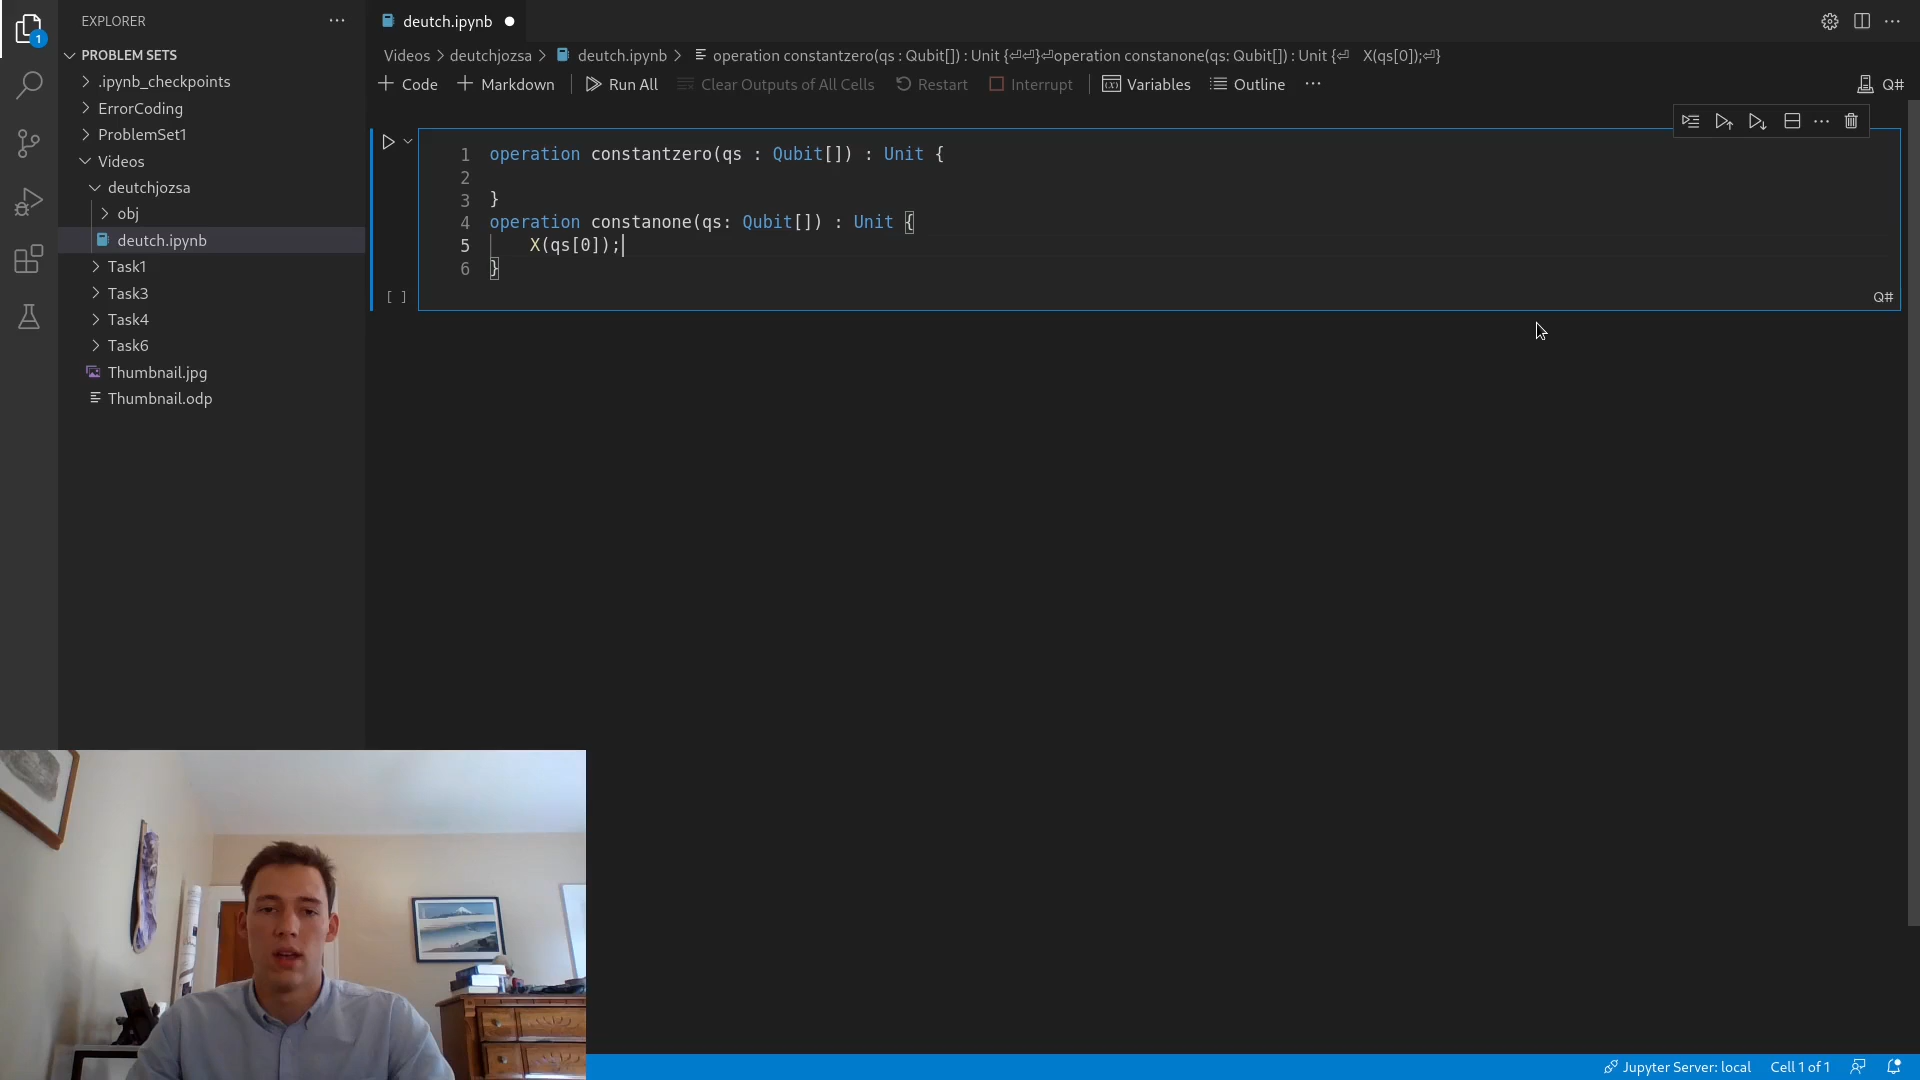 EXPLORER
deutch.ipynb
PROBLEM SETS
Videos > deutchjozsa > deutch.ipynb > operation constantzero(qs : Qubit[]) : Unit {⏎⏎}⏎operation constanone(qs: Qubit[]) : Unit {⏎ X(qs[0]);⏎}
Code
Markdown
Run All
Clear Outputs of All Cells
Restart
Interrupt
Variables
Outline
Q#
.ipynb_checkpoints
ErrorCoding
ProblemSet1
Videos
deutchjozsa
obj
deutch.ipynb
Task1
Task3
Task4
Task6
Thumbnail.jpg
Thumbnail.odp
1
1 operation constantzero(qs : Qubit[]) : Unit {
2
3 }
4 operation constanone(qs: Qubit[]) : Unit {
5 X(qs[0]);
6 }
[ ]
Q#
Jupyter Server: local
Cell 1 of 1